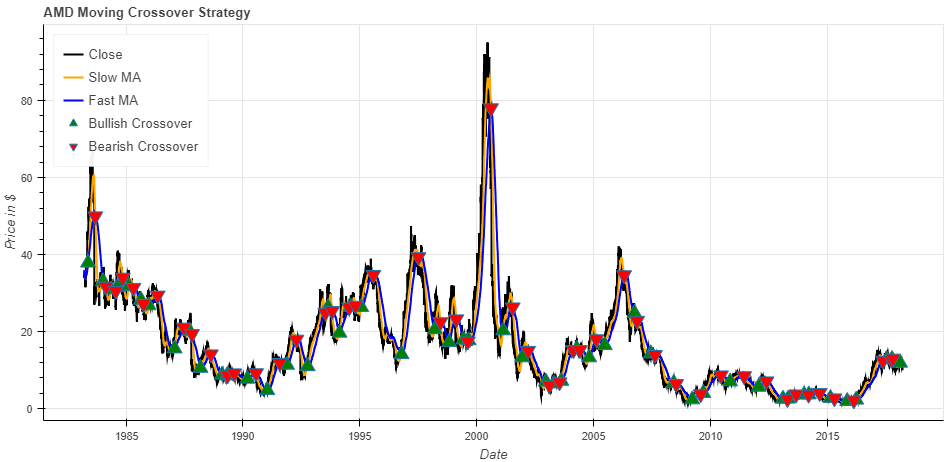 AMD Moving Crossover Strategy
Close
Slow MA
Fast MA
Bullish Crossover
Bearish Crossover
Price in $
80
60
40
20
0
1985
1990
1995
2000
2005
2010
2015
Date